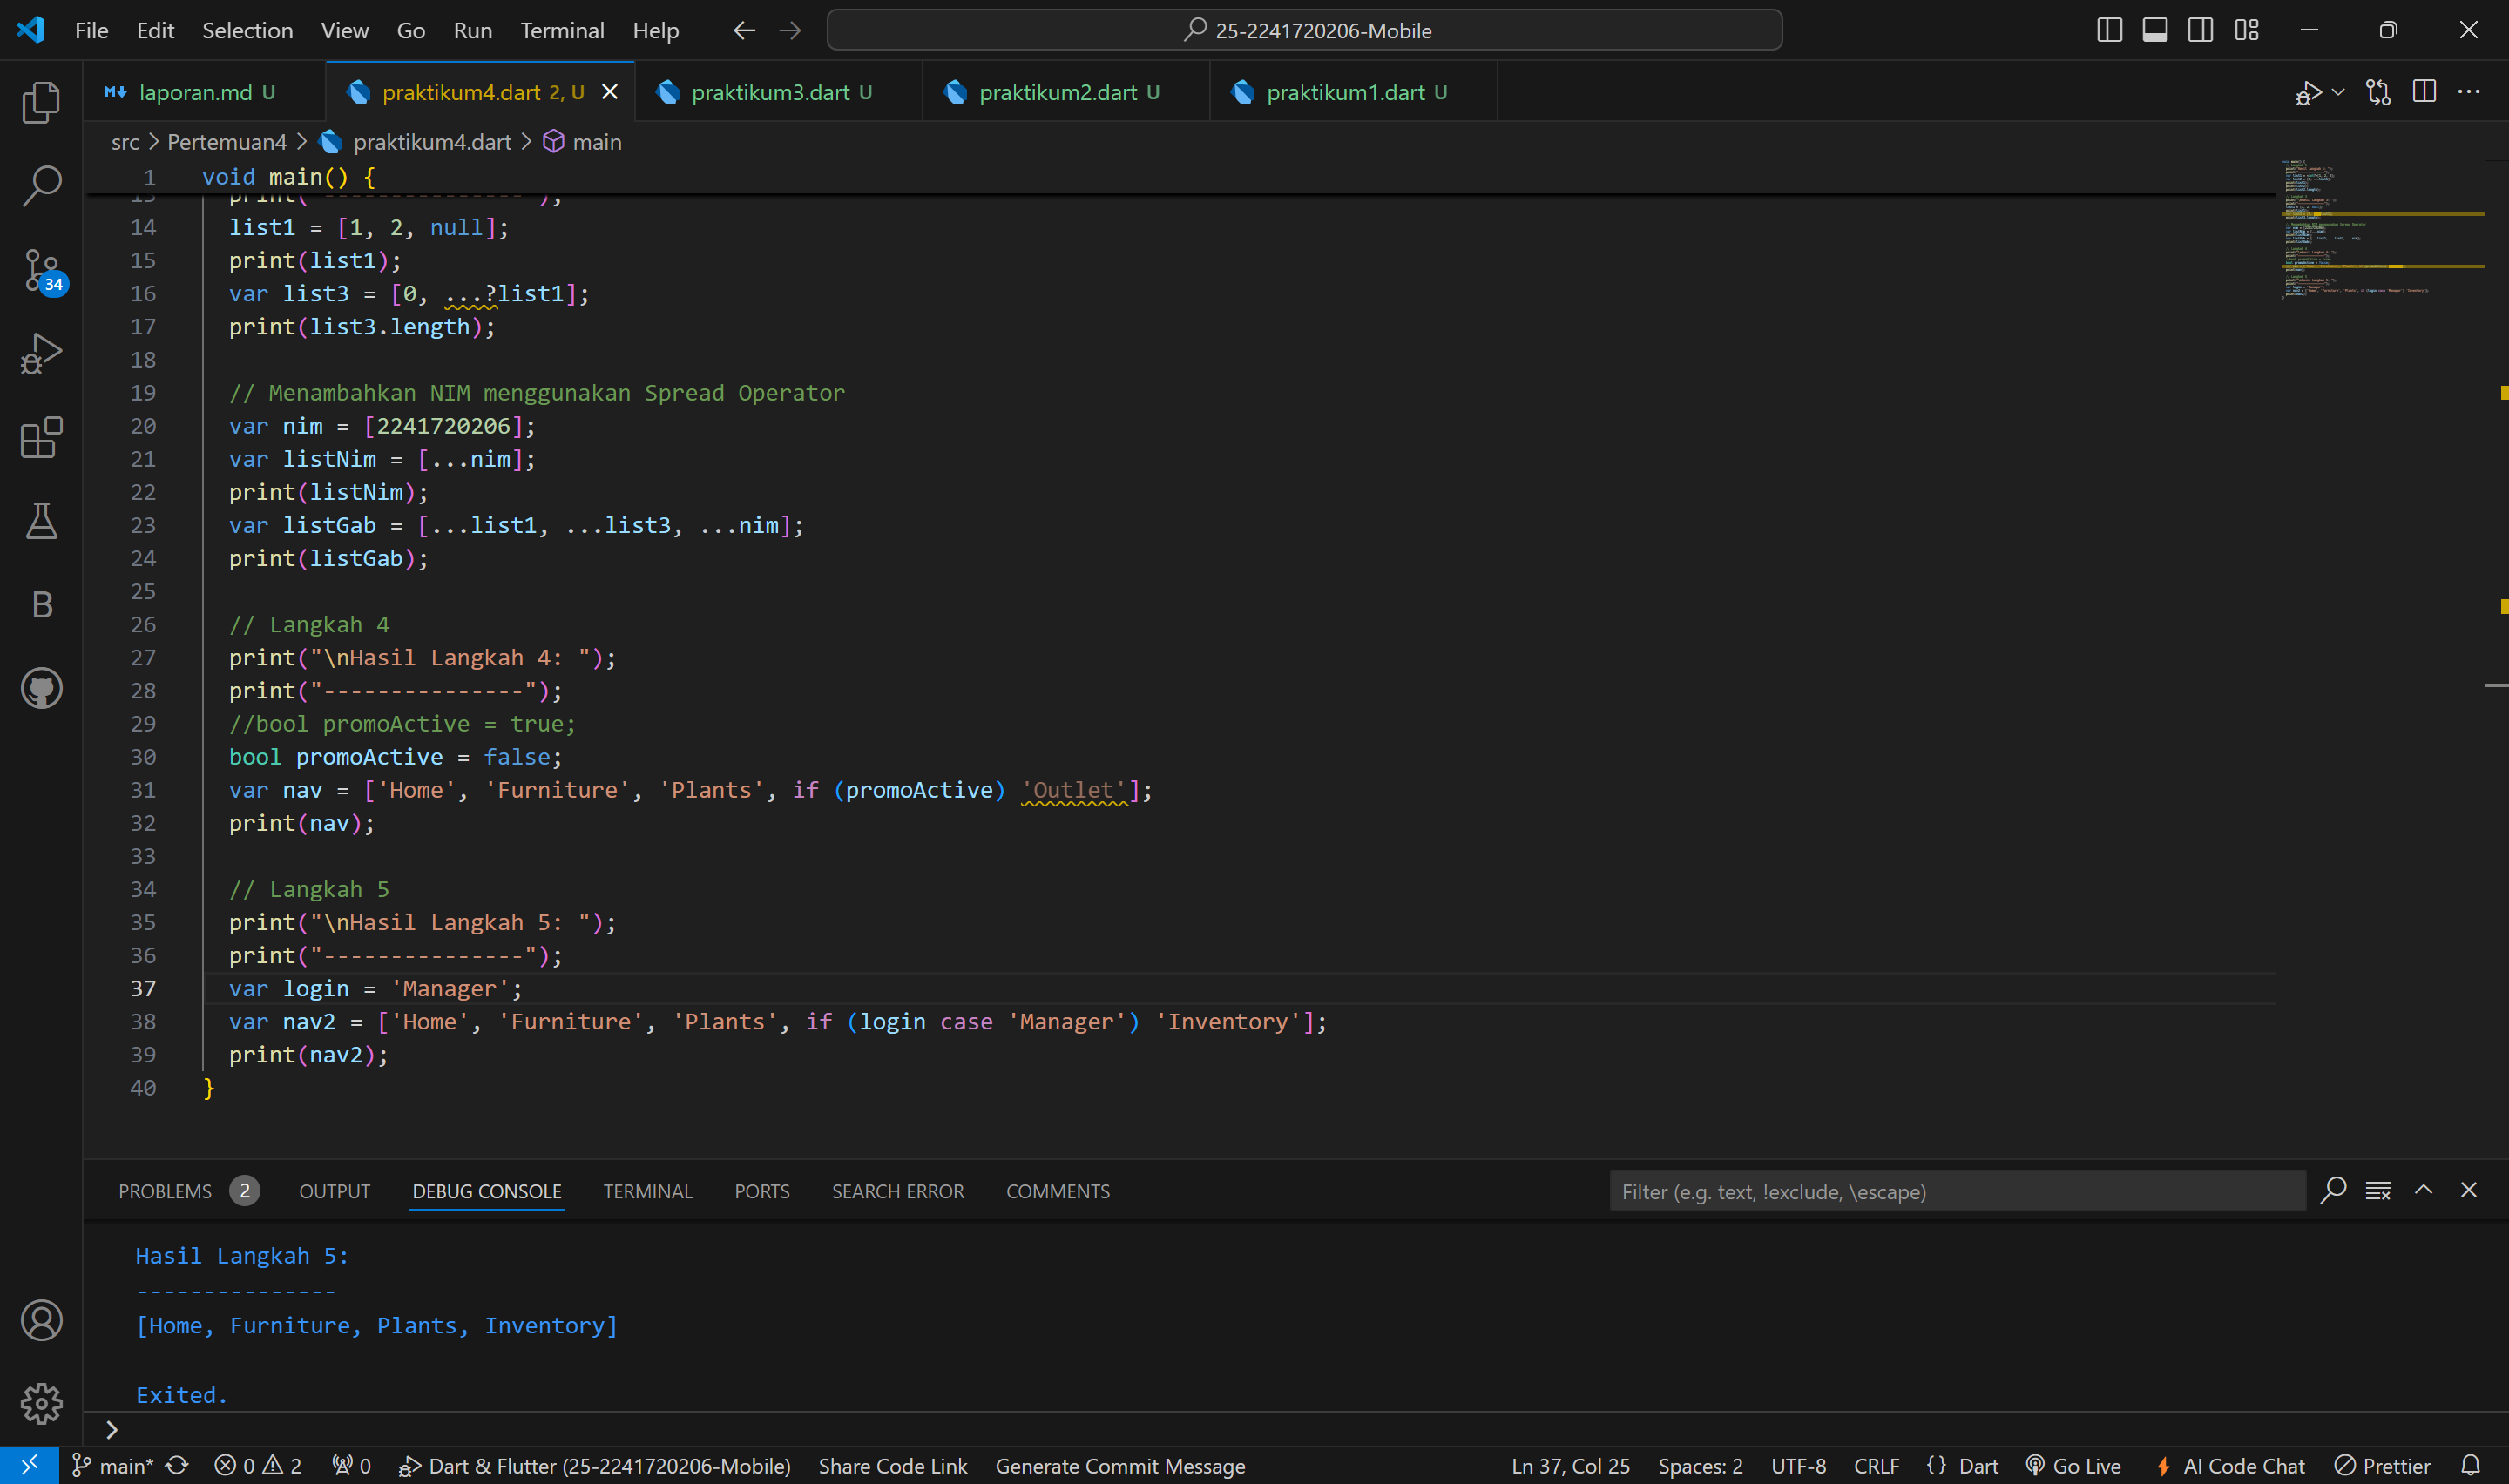 File Edit Selection View Go Run Terminal Help 25-2241720206-Mobile
laporan.md U praktikum4.dart 2, U praktikum3.dart U praktikum2.dart U praktikum1.dart U
src > Pertemuan4 > praktikum4.dart > main
1 void main() {
13 print("---------------");
14 list1 = [1, 2, null];
15 print(list1);
16 var list3 = [0, ...?list1];
17 print(list3.length);
18
19 // Menambahkan NIM menggunakan Spread Operator
20 var nim = [2241720206];
21 var listNim = [...nim];
22 print(listNim);
23 var listGab = [...list1, ...list3, ...nim];
24 print(listGab);
25
26 // Langkah 4
27 print("\nHasil Langkah 4: ");
28 print("---------------");
29 //bool promoActive = true;
30 bool promoActive = false;
31 var nav = ['Home', 'Furniture', 'Plants', if (promoActive) 'Outlet'];
32 print(nav);
33
34 // Langkah 5
35 print("\nHasil Langkah 5: ");
36 print("---------------");
37 var login = 'Manager';
38 var nav2 = ['Home', 'Furniture', 'Plants', if (login case 'Manager') 'Inventory'];
39 print(nav2);
40 }
34
B
PROBLEMS 2 OUTPUT DEBUG CONSOLE TERMINAL PORTS SEARCH ERROR COMMENTS Filter (e.g. text, !exclude, \escape)
Hasil Langkah 5:
---------------
[Home, Furniture, Plants, Inventory]
Exited.
>
main* 0 2 0 Dart & Flutter (25-2241720206-Mobile) Share Code Link Generate Commit Message Ln 37, Col 25 Spaces: 2 UTF-8 CRLF {} Dart Go Live AI Code Chat Prettier